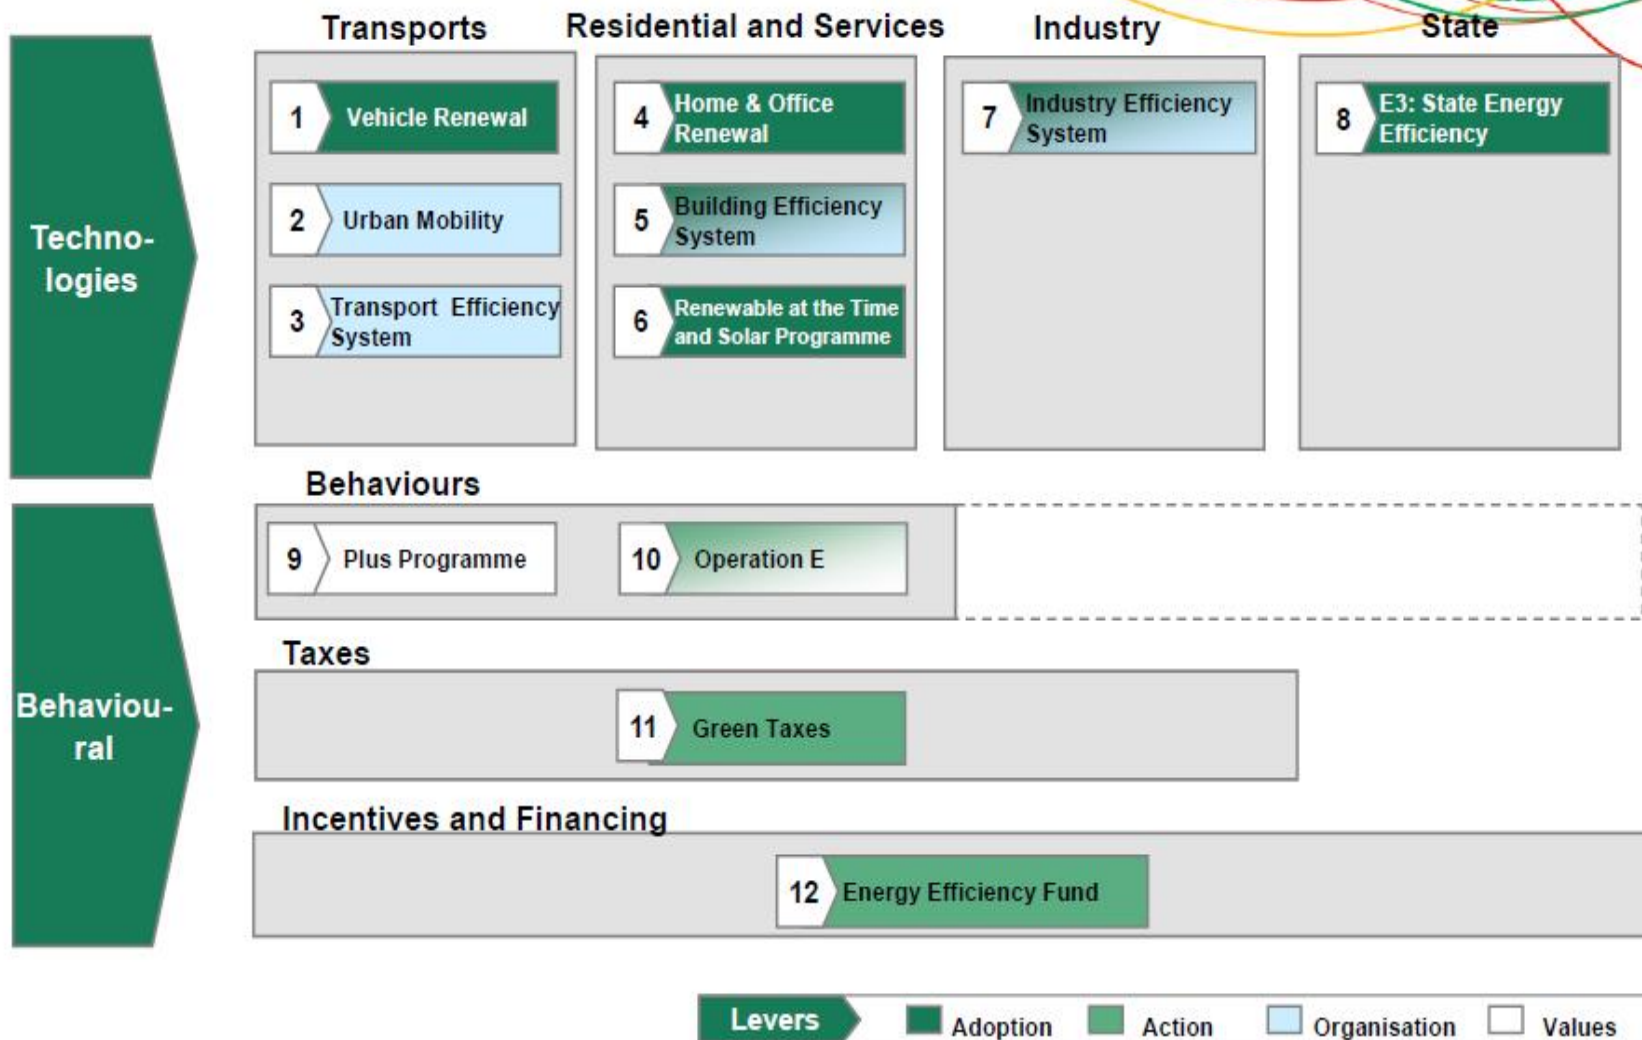 Transports
Residential and Services
Industry
State
Techno-
logies
1
Vehicle Renewal
2
Urban Mobility
3
Transport Efficiency
System
4
Home & Office
Renewal
5
Building Efficiency
System
6
Renewable at the Time
and Solar Programme
7
Industry Efficiency
System
8
E3: State Energy
Efficiency
Behaviou-
ral
Behaviours
9
Plus Programme
10
Operation E
Taxes
11
Green Taxes
Incentives and Financing
12
Energy Efficiency Fund
Levers
Adoption
Action
Organisation
Values